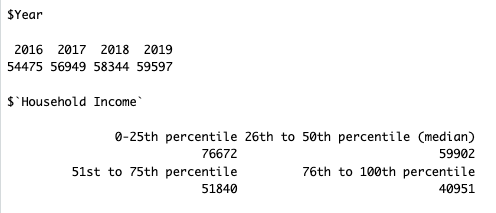 $Year
2016 2017 2018 2019
54475 56949 58344 59597
$`Household Income`
0-25th percentile 26th to 50th percentile (median)
76672 59902
51st to 75th percentile 76th to 100th percentile
51840 40951